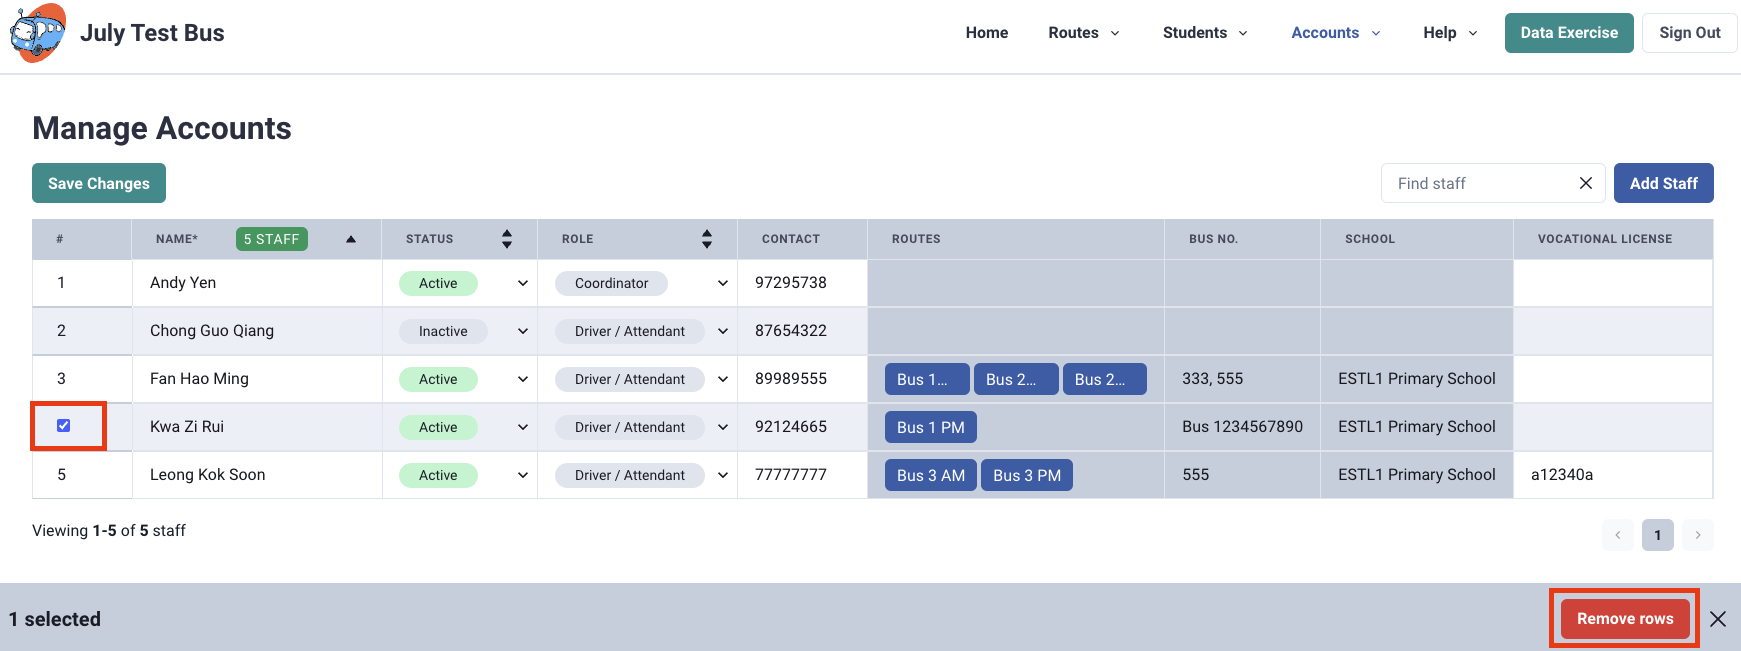 July Test Bus
Home Routes Students Accounts Help Data Exercise Sign Out
Manage Accounts
Save Changes Find staff Add Staff
# NAME* 5 STAFF STATUS ROLE CONTACT ROUTES BUS NO. SCHOOL VOCATIONAL LICENSE
1 Andy Yen Active Coordinator 97295738
2 Chong Guo Qiang Inactive Driver / Attendant 87654322
3 Fan Hao Ming Active Driver / Attendant 89989555 Bus 1... Bus 2... Bus 2... 333, 555 ESTL1 Primary School
Kwa Zi Rui Active Driver / Attendant 92124665 Bus 1 PM Bus 1234567890 ESTL1 Primary School
5 Leong Kok Soon Active Driver / Attendant 77777777 Bus 3 AM Bus 3 PM 555 ESTL1 Primary School a12340a
Viewing 1-5 of 5 staff 1
1 selected Remove rows